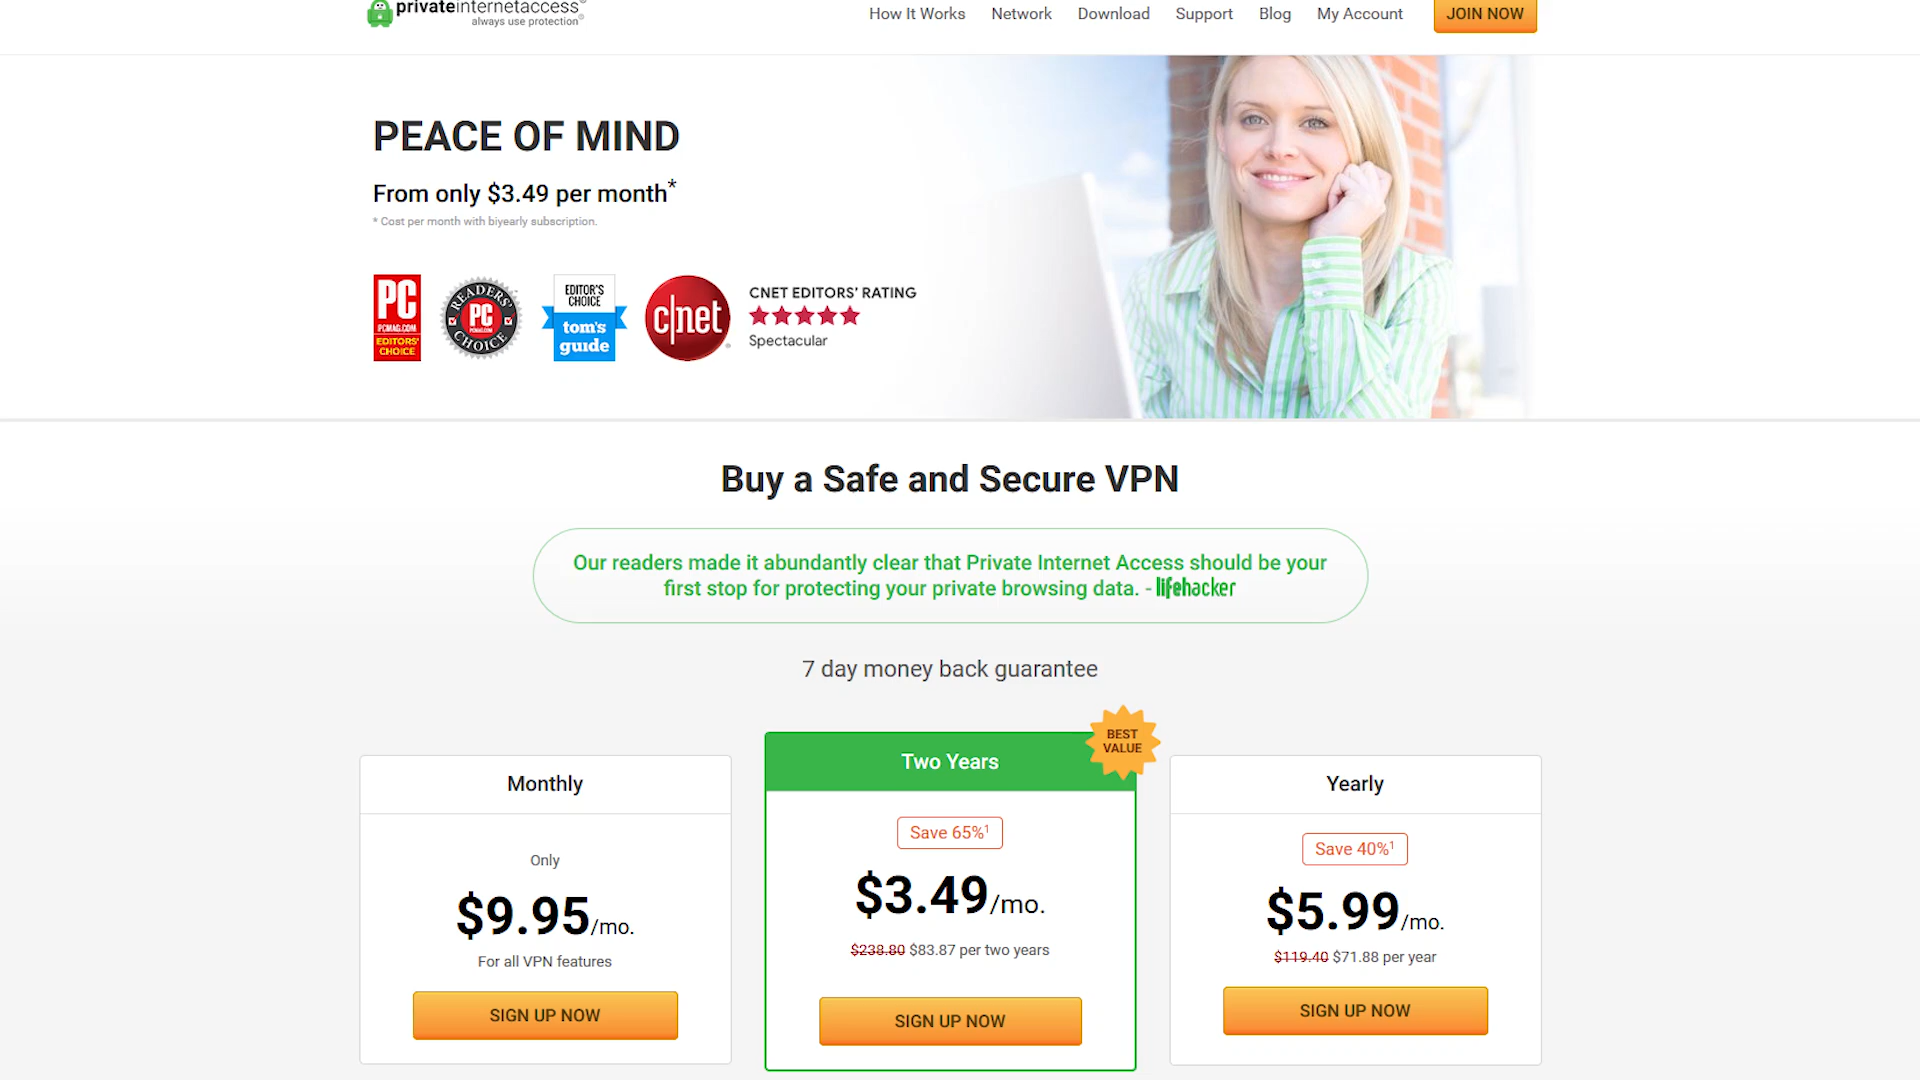 privateinternetaccess®
always use protection®
How It Works
Network
Download
Support
Blog
My Account
JOIN NOW
PEACE OF MIND
From only $3.49 per month*
* Cost per month with biyearly subscription.
PC
PCMAG.COM
EDITORS'
CHOICE
READERS'
PC
PCMAG.COM
CHOICE
EDITOR'S
CHOICE
tom's
guide
c|net
CNET EDITORS' RATING
Spectacular
Buy a Safe and Secure VPN
Our readers made it abundantly clear that Private Internet Access should be your
first stop for protecting your private browsing data. - lifehacker
7 day money back guarantee
Monthly
Only
$9.95/mo.
For all VPN features
SIGN UP NOW
BEST
VALUE
Two Years
Save 65%¹
$3.49/mo.
$238.80 $83.87 per two years
SIGN UP NOW
Yearly
Save 40%¹
$5.99/mo.
$119.40 $71.88 per year
SIGN UP NOW